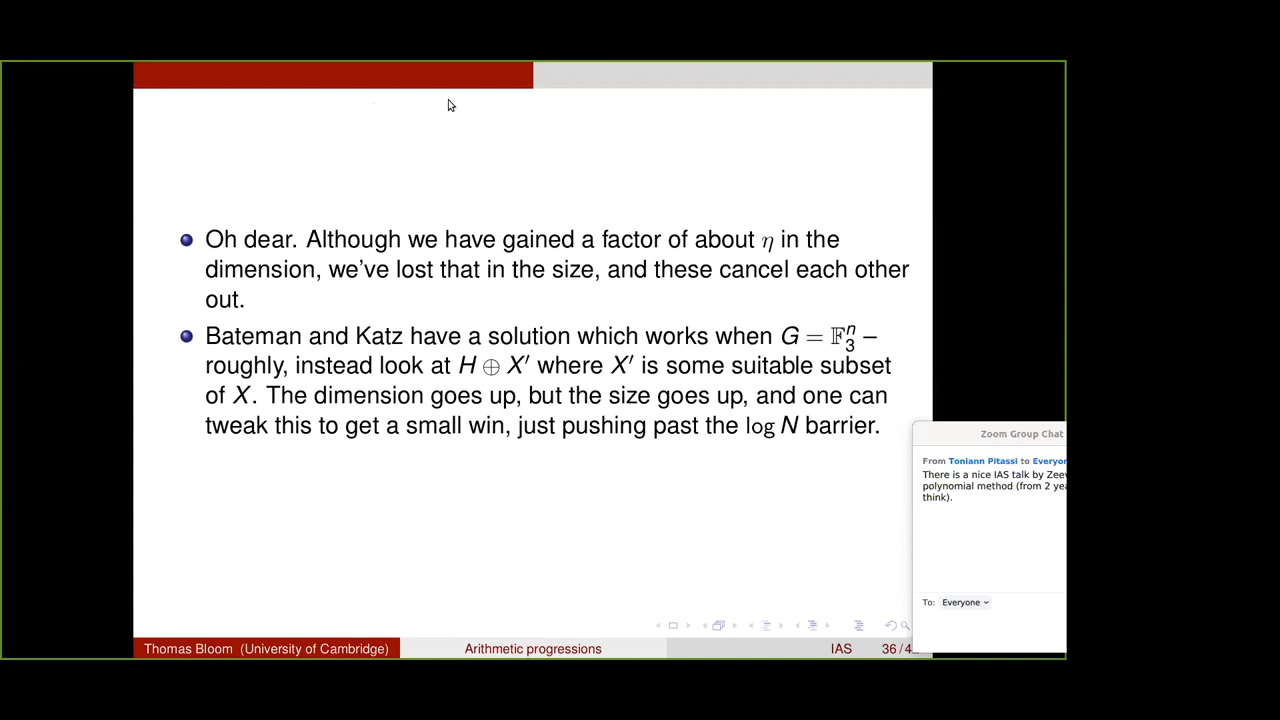 Oh dear. Although we have gained a factor of about η in the
dimension, we've lost that in the size, and these cancel each other
out.
Bateman and Katz have a solution which works when G = 𝔽₃ⁿ –
roughly, instead look at H ⊕ X′ where X′ is some suitable subset
of X. The dimension goes up, but the size goes up, and one can
tweak this to get a small win, just pushing past the log N barrier.
Zoom Group Chat
From Toniann Pitassi to Everyon
There is a nice IAS talk by Zee
polynomial method (from 2 yea
think).
To: Everyone
Thomas Bloom (University of Cambridge) Arithmetic progressions IAS 36 / 4